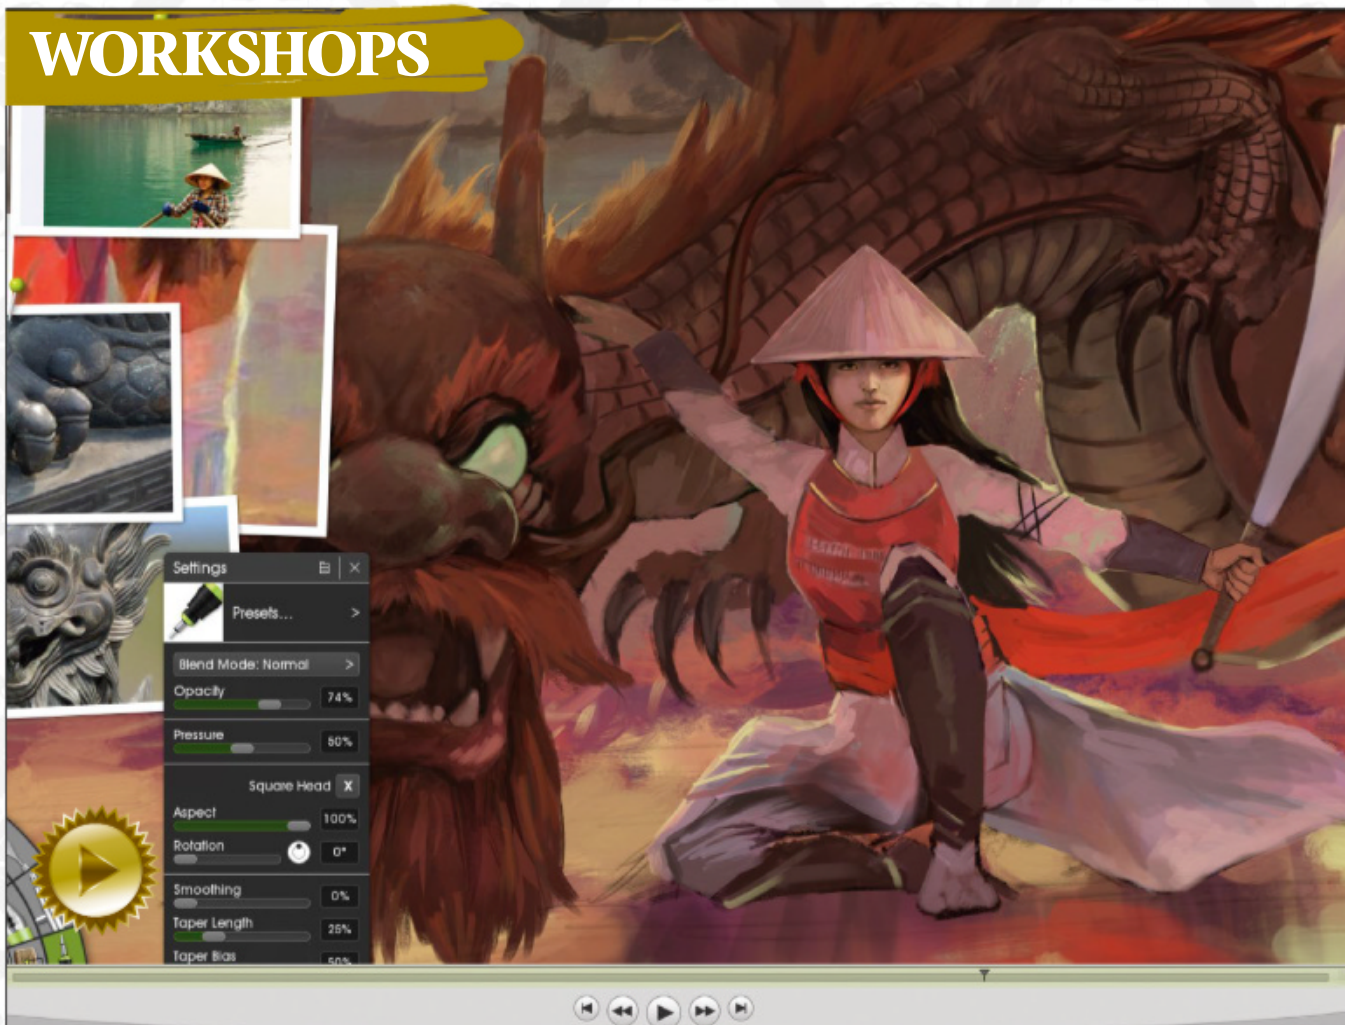 WORKSHOPS
Settings
Presets... >
Blend Mode: Normal >
Opacity 74%
Pressure 50%
Square Head X
Aspect 100%
Rotation 0°
Smoothing 0%
Taper Length 25%
Taper Bias 50%